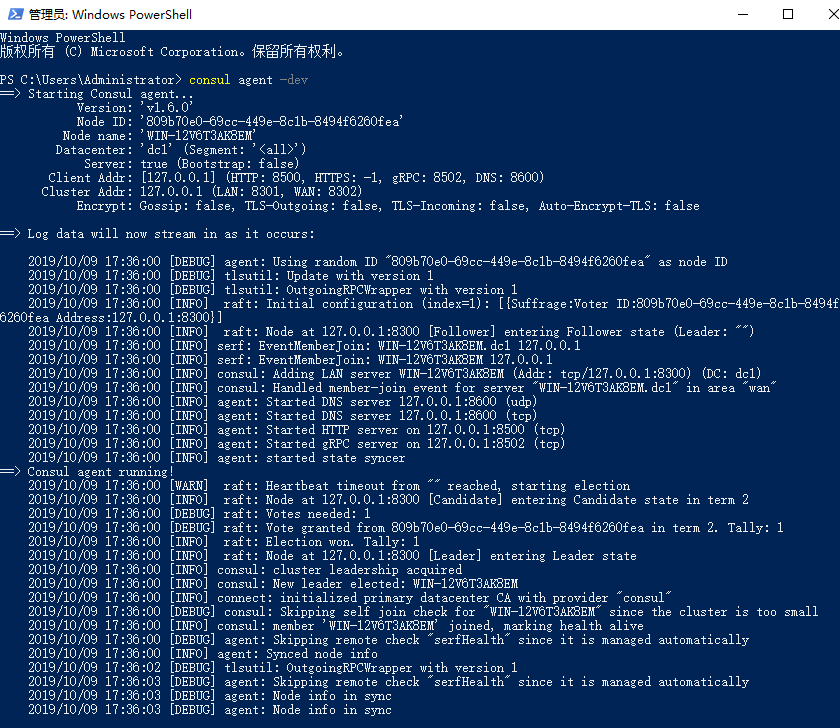 管理员: Windows PowerShell
Windows PowerShell
版权所有 (C) Microsoft Corporation。保留所有权利。
PS C:\Users\Administrator> consul agent -dev
==> Starting Consul agent...
Version: 'v1.6.0'
Node ID: '809b70e0-69cc-449e-8c1b-8494f6260fea'
Node name: 'WIN-12V6T3AK8EM'
Datacenter: 'dc1' (Segment: '<all>')
Server: true (Bootstrap: false)
Client Addr: [127.0.0.1] (HTTP: 8500, HTTPS: -1, gRPC: 8502, DNS: 8600)
Cluster Addr: 127.0.0.1 (LAN: 8301, WAN: 8302)
Encrypt: Gossip: false, TLS-Outgoing: false, TLS-Incoming: false, Auto-Encrypt-TLS: false
==> Log data will now stream in as it occurs:
2019/10/09 17:36:00 [DEBUG] agent: Using random ID "809b70e0-69cc-449e-8c1b-8494f6260fea" as node ID
2019/10/09 17:36:00 [DEBUG] tlsutil: Update with version 1
2019/10/09 17:36:00 [DEBUG] tlsutil: OutgoingRPCWrapper with version 1
2019/10/09 17:36:00 [INFO]  raft: Initial configuration (index=1): [{Suffrage:Voter ID:809b70e0-69cc-449e-8c1b-8494f
6260fea Address:127.0.0.1:8300}]
2019/10/09 17:36:00 [INFO]  raft: Node at 127.0.0.1:8300 [Follower] entering Follower state (Leader: "")
2019/10/09 17:36:00 [INFO] serf: EventMemberJoin: WIN-12V6T3AK8EM.dc1 127.0.0.1
2019/10/09 17:36:00 [INFO] serf: EventMemberJoin: WIN-12V6T3AK8EM 127.0.0.1
2019/10/09 17:36:00 [INFO] consul: Adding LAN server WIN-12V6T3AK8EM (Addr: tcp/127.0.0.1:8300) (DC: dc1)
2019/10/09 17:36:00 [INFO] consul: Handled member-join event for server "WIN-12V6T3AK8EM.dc1" in area "wan"
2019/10/09 17:36:00 [INFO] agent: Started DNS server 127.0.0.1:8600 (udp)
2019/10/09 17:36:00 [INFO] agent: Started DNS server 127.0.0.1:8600 (tcp)
2019/10/09 17:36:00 [INFO] agent: Started HTTP server on 127.0.0.1:8500 (tcp)
2019/10/09 17:36:00 [INFO] agent: Started gRPC server on 127.0.0.1:8502 (tcp)
2019/10/09 17:36:00 [INFO] agent: started state syncer
==> Consul agent running!
2019/10/09 17:36:00 [WARN]  raft: Heartbeat timeout from "" reached, starting election
2019/10/09 17:36:00 [INFO]  raft: Node at 127.0.0.1:8300 [Candidate] entering Candidate state in term 2
2019/10/09 17:36:00 [DEBUG] raft: Votes needed: 1
2019/10/09 17:36:00 [DEBUG] raft: Vote granted from 809b70e0-69cc-449e-8c1b-8494f6260fea in term 2. Tally: 1
2019/10/09 17:36:00 [INFO]  raft: Election won. Tally: 1
2019/10/09 17:36:00 [INFO]  raft: Node at 127.0.0.1:8300 [Leader] entering Leader state
2019/10/09 17:36:00 [INFO] consul: cluster leadership acquired
2019/10/09 17:36:00 [INFO] consul: New leader elected: WIN-12V6T3AK8EM
2019/10/09 17:36:00 [INFO] connect: initialized primary datacenter CA with provider "consul"
2019/10/09 17:36:00 [DEBUG] consul: Skipping self join check for "WIN-12V6T3AK8EM" since the cluster is too small
2019/10/09 17:36:00 [INFO] consul: member 'WIN-12V6T3AK8EM' joined, marking health alive
2019/10/09 17:36:00 [DEBUG] agent: Skipping remote check "serfHealth" since it is managed automatically
2019/10/09 17:36:00 [INFO] agent: Synced node info
2019/10/09 17:36:02 [DEBUG] tlsutil: OutgoingRPCWrapper with version 1
2019/10/09 17:36:03 [DEBUG] agent: Skipping remote check "serfHealth" since it is managed automatically
2019/10/09 17:36:03 [DEBUG] agent: Node info in sync
2019/10/09 17:36:03 [DEBUG] agent: Node info in sync